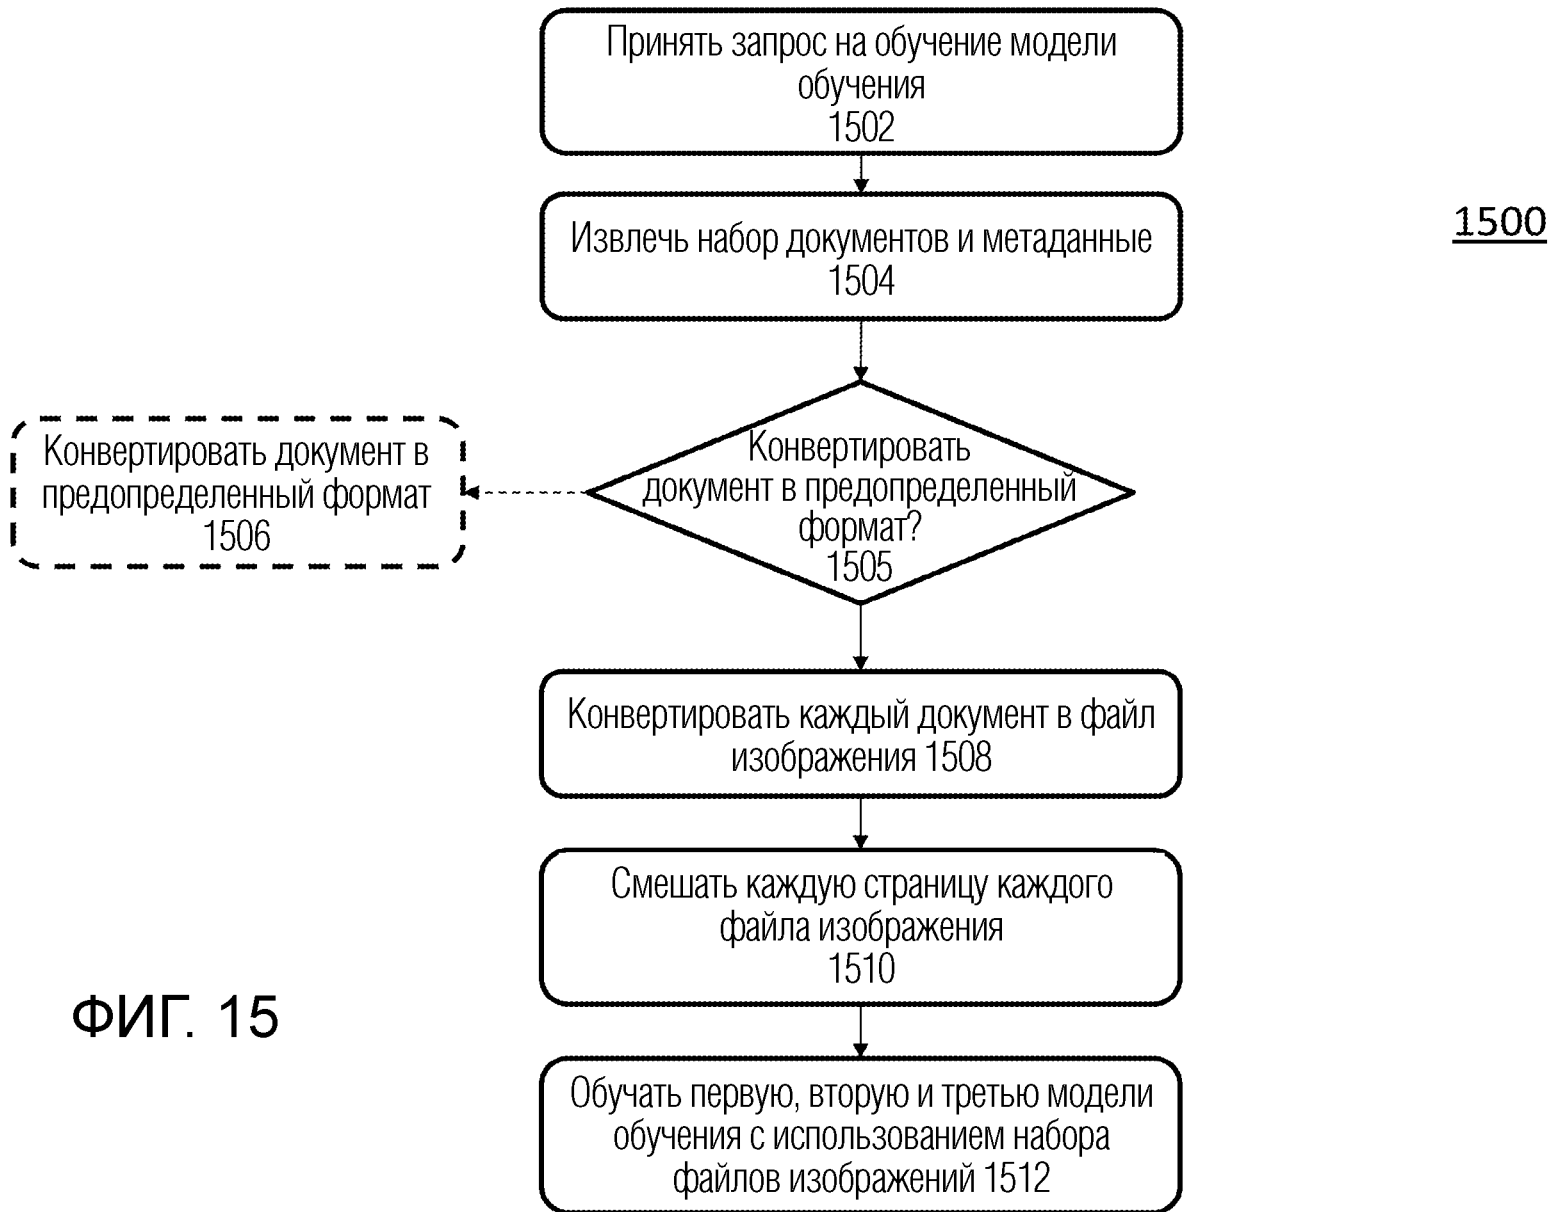 Принять запрос на обучение модели
обучения
1502
1500
Извлечь набор документов и метаданные
1504
Конвертировать документ в
предопределенный формат
1506
Конвертировать
документ в предопределенный
формат?
1505
Конвертировать каждый документ в файл
изображения 1508
Смешать каждую страницу каждого
файла изображения
1510
ФИГ. 15
Обучать первую, вторую и третью модели
обучения с использованием набора
файлов изображений 1512